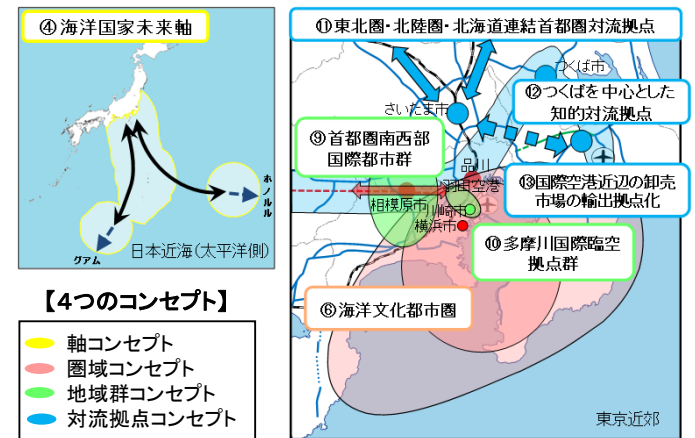 ④海洋国家未来軸
ホノルル
グアム
日本近海(太平洋側)
【4つのコンセプト】
軸コンセプト
圏域コンセプト
地域群コンセプト
対流拠点コンセプト
⑪東北圏・北陸圏・北海道連結首都圏対流拠点
つくば市
さいたま市
⑫つくばを中心とした
知的対流拠点
⑨首都圏南西部
国際都市群
品川
羽田空港
⑬国際空港近辺の卸売
市場の輸出拠点化
相模原市
川崎市
横浜市
⑩多摩川国際臨空
拠点群
⑥海洋文化都市圏
東京近郊